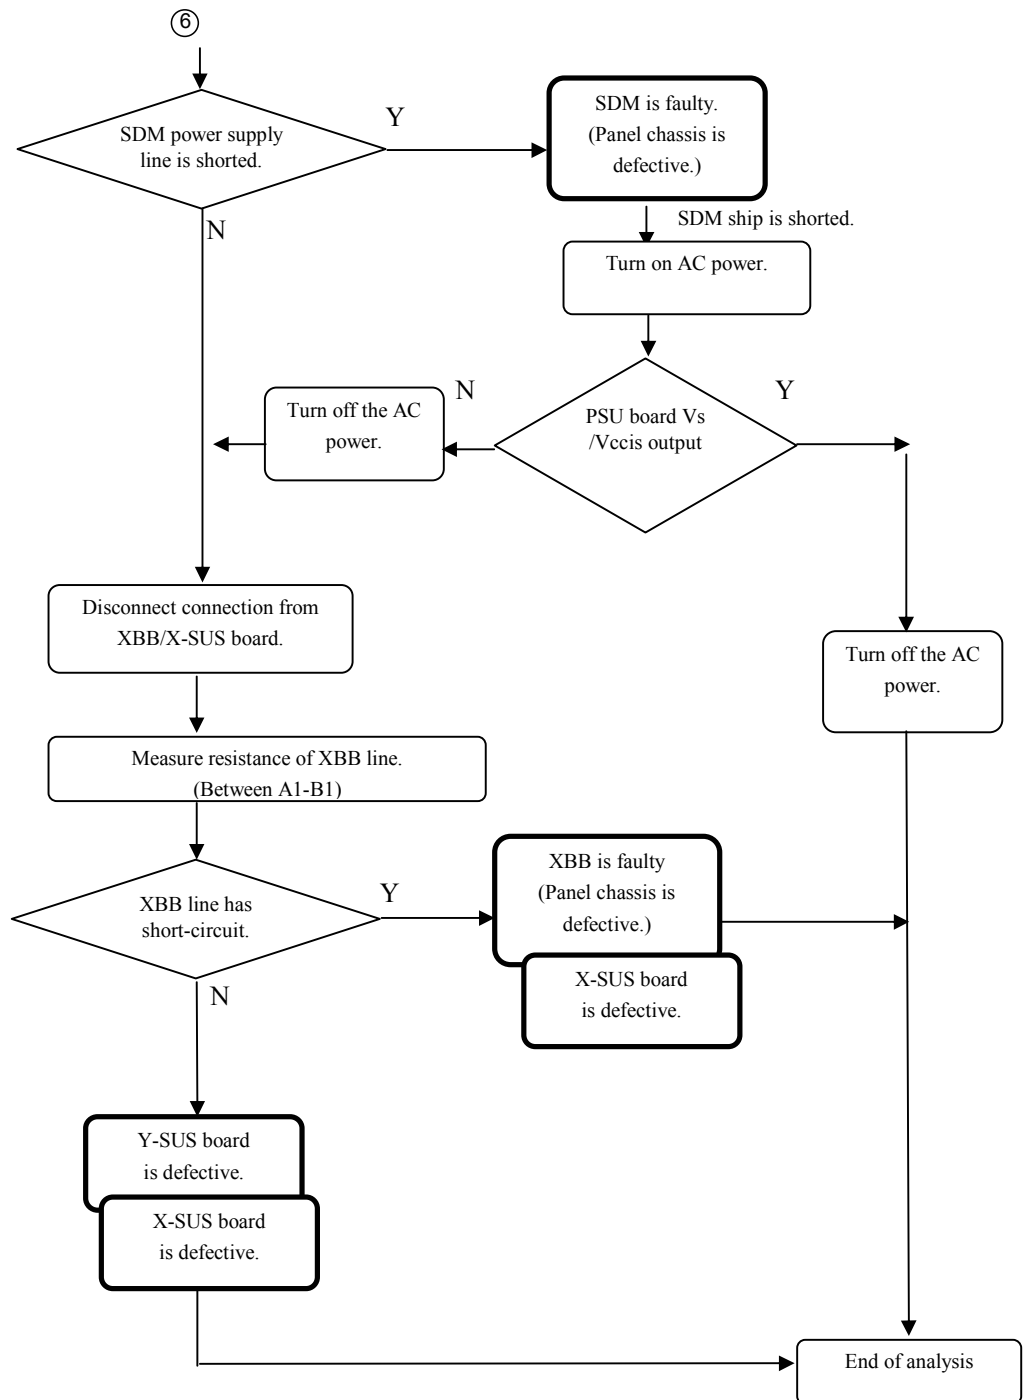 6
SDM power supply
line is shorted.
Y
SDM is faulty.
(Panel chassis is
defective.)
N
SDM ship is shorted.
Turn on AC power.
Turn off the AC
power.
N
PSU board Vs
/Vccis output
Y
Disconnect connection from
XBB/X-SUS board.
Turn off the AC
power.
Measure resistance of XBB line.
(Between A1-B1)
XBB line has
short-circuit.
Y
XBB is faulty
(Panel chassis is
defective.)
X-SUS board
is defective.
N
Y-SUS board
is defective.
X-SUS board
is defective.
End of analysis